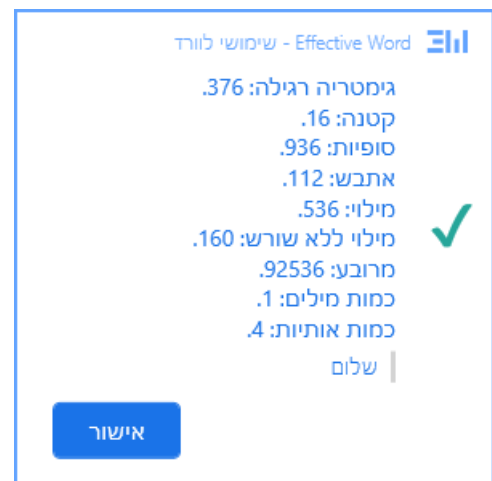 שימושי לוורד - Effective Word
גימטריה רגילה: 376.
קטנה: 16.
סופיות: 936.
אתבש: 112.
מילוי: 536.
מילוי ללא שורש: 160.
מרובע: 92536.
כמות מילים: 1.
כמות אותיות: 4.
שלום
אישור